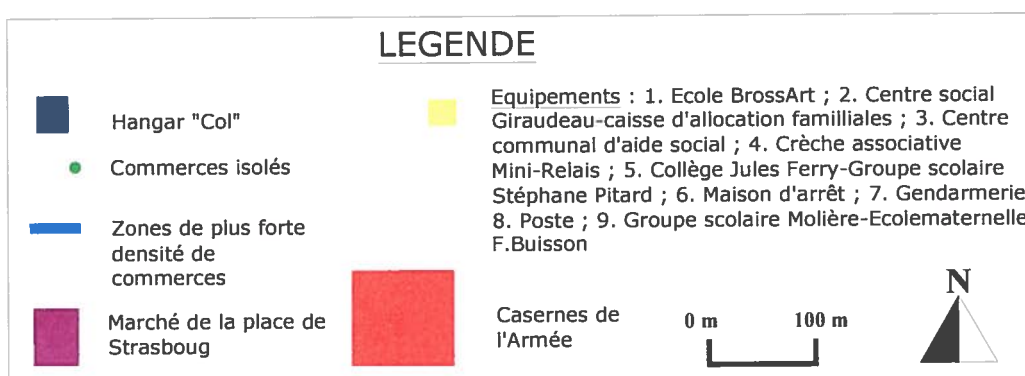 LEGENDE
Hangar "Col"
Commerces isolés
Zones de plus forte
densité de
commerces
Marché de la place de
Strasboug
Equipements : 1. Ecole BrossArt ; 2. Centre social
Giraudeau-caisse d'allocation familliales ; 3. Centre
communal d'aide social ; 4. Crèche associative
Mini-Relais ; 5. Collège Jules Ferry-Groupe scolaire
Stéphane Pitard ; 6. Maison d'arrêt ; 7. Gendarmerie
8. Poste ; 9. Groupe scolaire Molière-Ecolematernelle
F.Buisson
Casernes de
l'Armée
0 m 100 m
N